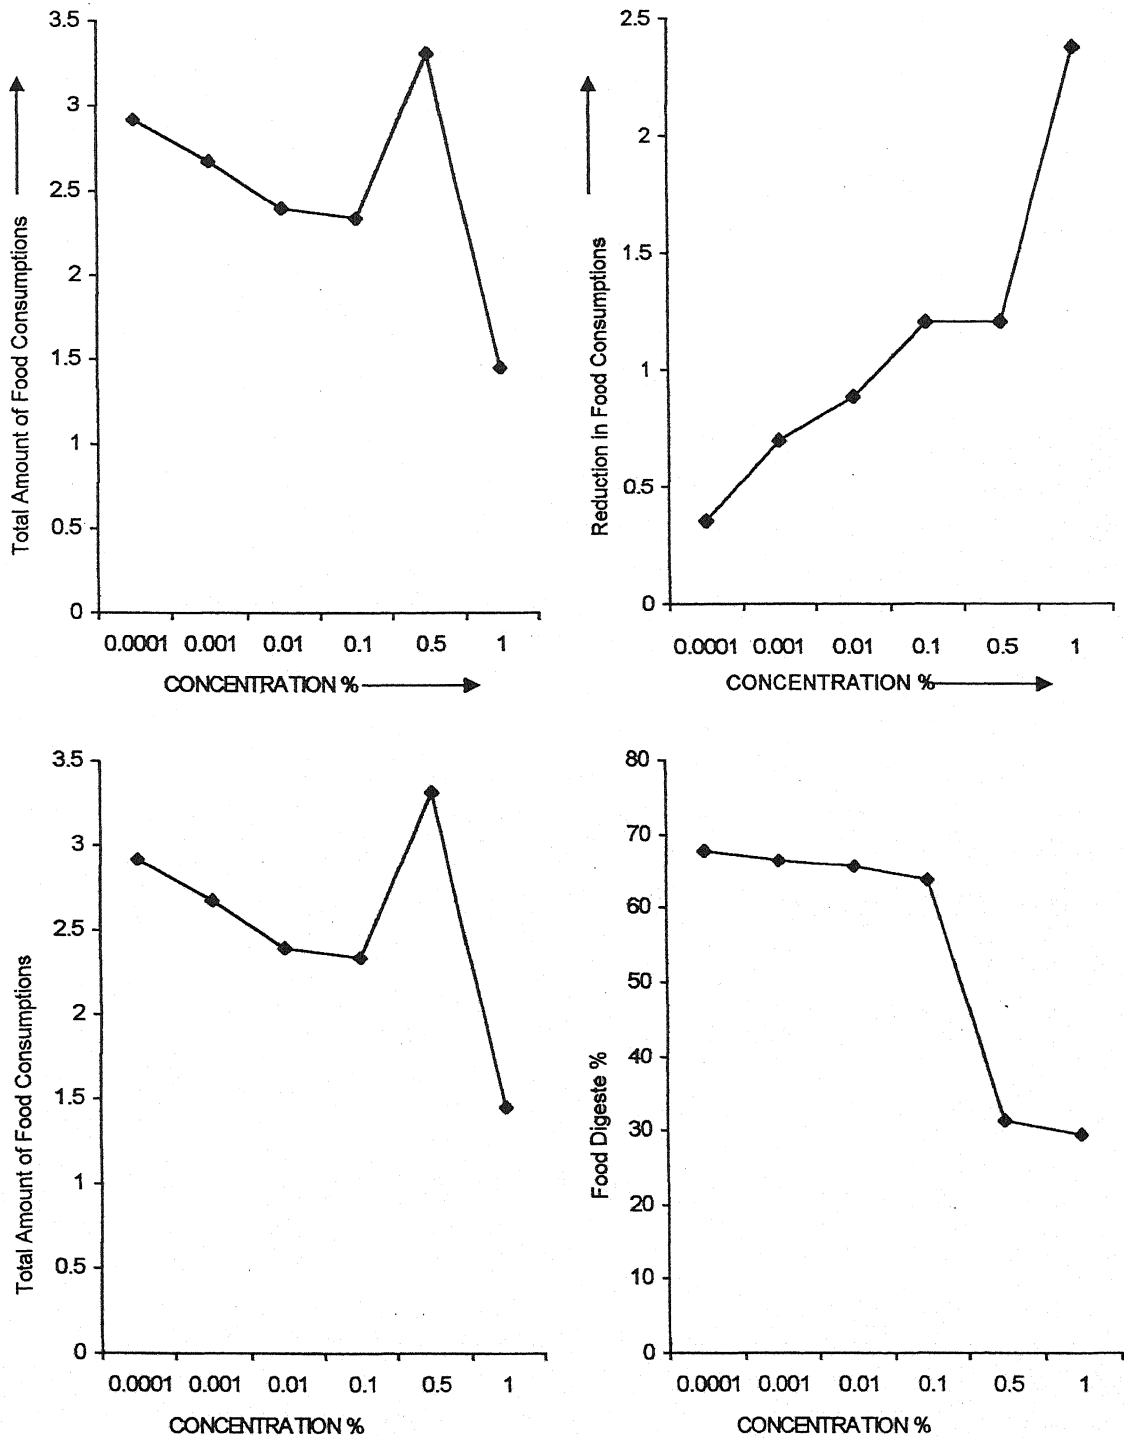 3.5
3
2.5
2
1.5
1
0.5
0
Total Amount of Food Consumptions
0.0001 0.001 0.01 0.1 0.5 1
CONCENTRATION %
2.5
2
1.5
1
0.5
0
Reduction in Food Consumptions
0.0001 0.001 0.01 0.1 0.5 1
CONCENTRATION %
3.5
3
2.5
2
1.5
1
0.5
0
Total Amount of Food Consumptions
0.0001 0.001 0.01 0.1 0.5 1
CONCENTRATION %
80
70
60
50
40
30
20
10
0
Food Digeste %
0.0001 0.001 0.01 0.1 0.5 1
CONCENTRATION %